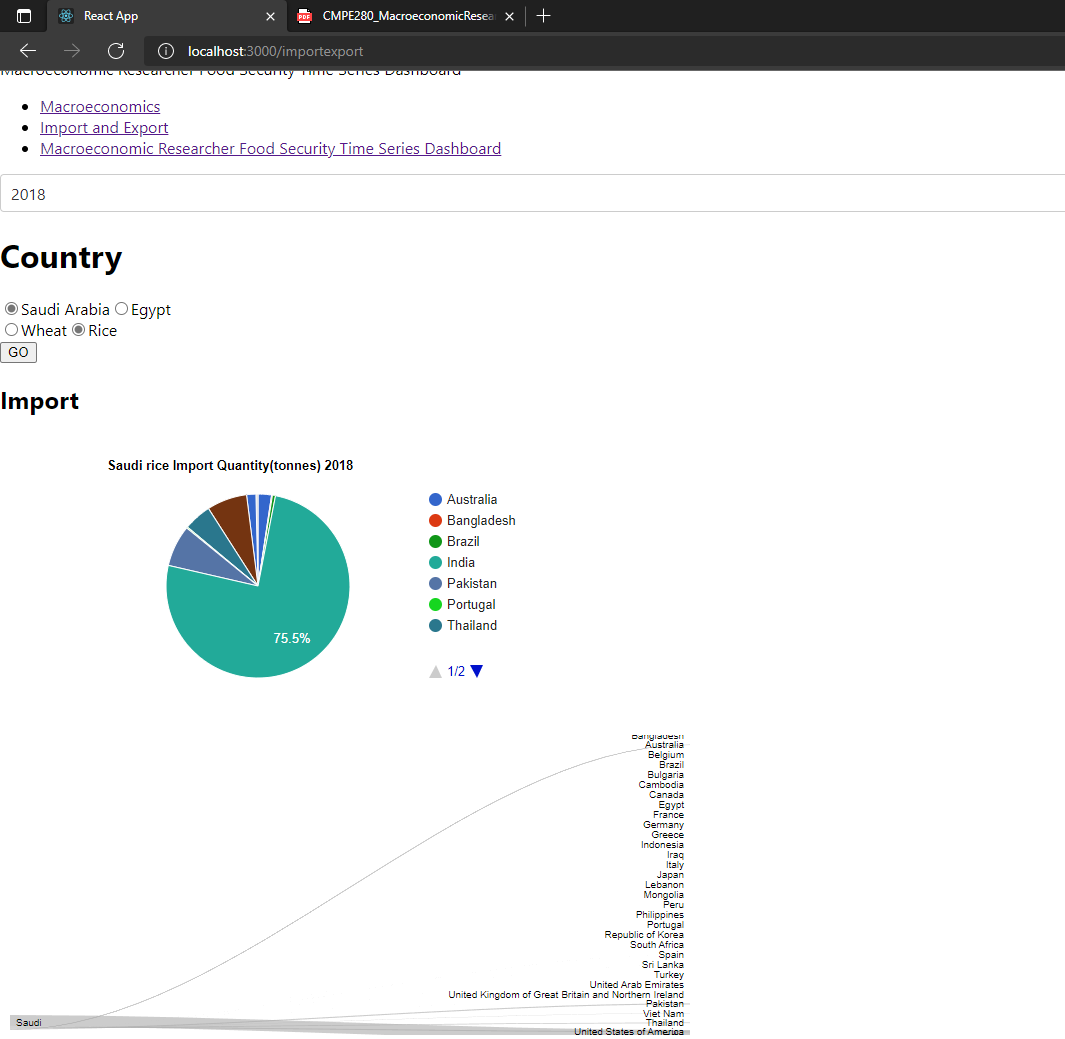 React App
CMPE280_MacroeconomicResea
localhost:3000/importexport
Macroeconomic Researcher Food Security Time Series Dashboard
Macroeconomics
Import and Export
Macroeconomic Researcher Food Security Time Series Dashboard
2018
Country
Saudi Arabia Egypt
Wheat Rice
GO
Import
Saudi rice Import Quantity(tonnes) 2018
Australia
Bangladesh
Brazil
India
Pakistan
Portugal
Thailand
75.5%
1/2
Bangladesh
Australia
Belgium
Brazil
Bulgaria
Cambodia
Canada
Egypt
France
Germany
Greece
Indonesia
Iraq
Italy
Japan
Lebanon
Mongolia
Peru
Philippines
Portugal
Republic of Korea
South Africa
Spain
Sri Lanka
Turkey
United Arab Emirates
United Kingdom of Great Britain and Northern Ireland
Pakistan
Viet Nam
Saudi
Thailand
United States of America